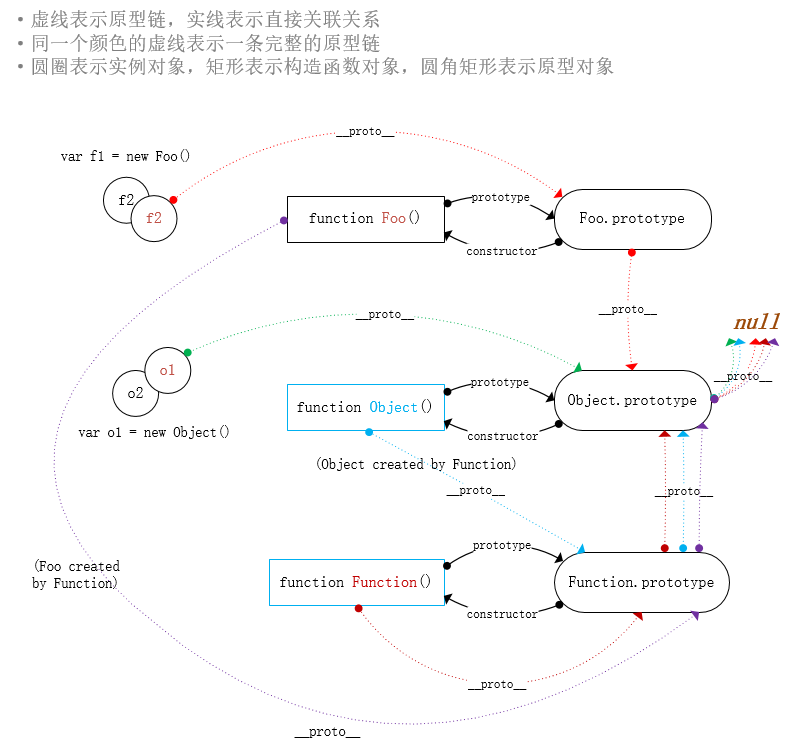 • 虚线表示原型链，实线表示直接关联关系
• 同一个颜色的虚线表示一条完整的原型链
• 圆圈表示实例对象，矩形表示构造函数对象，圆角矩形表示原型对象
__proto__
var f1 = new Foo()
f2
f2
function Foo()
prototype
constructor
Foo.prototype
__proto__
null
__proto__
o1
o2
var o1 = new Object()
function Object()
prototype
constructor
Object.prototype
__proto__
(Object created by Function)
__proto__
__proto__
(Foo created
by Function)
function Function()
prototype
constructor
Function.prototype
__proto__
__proto__